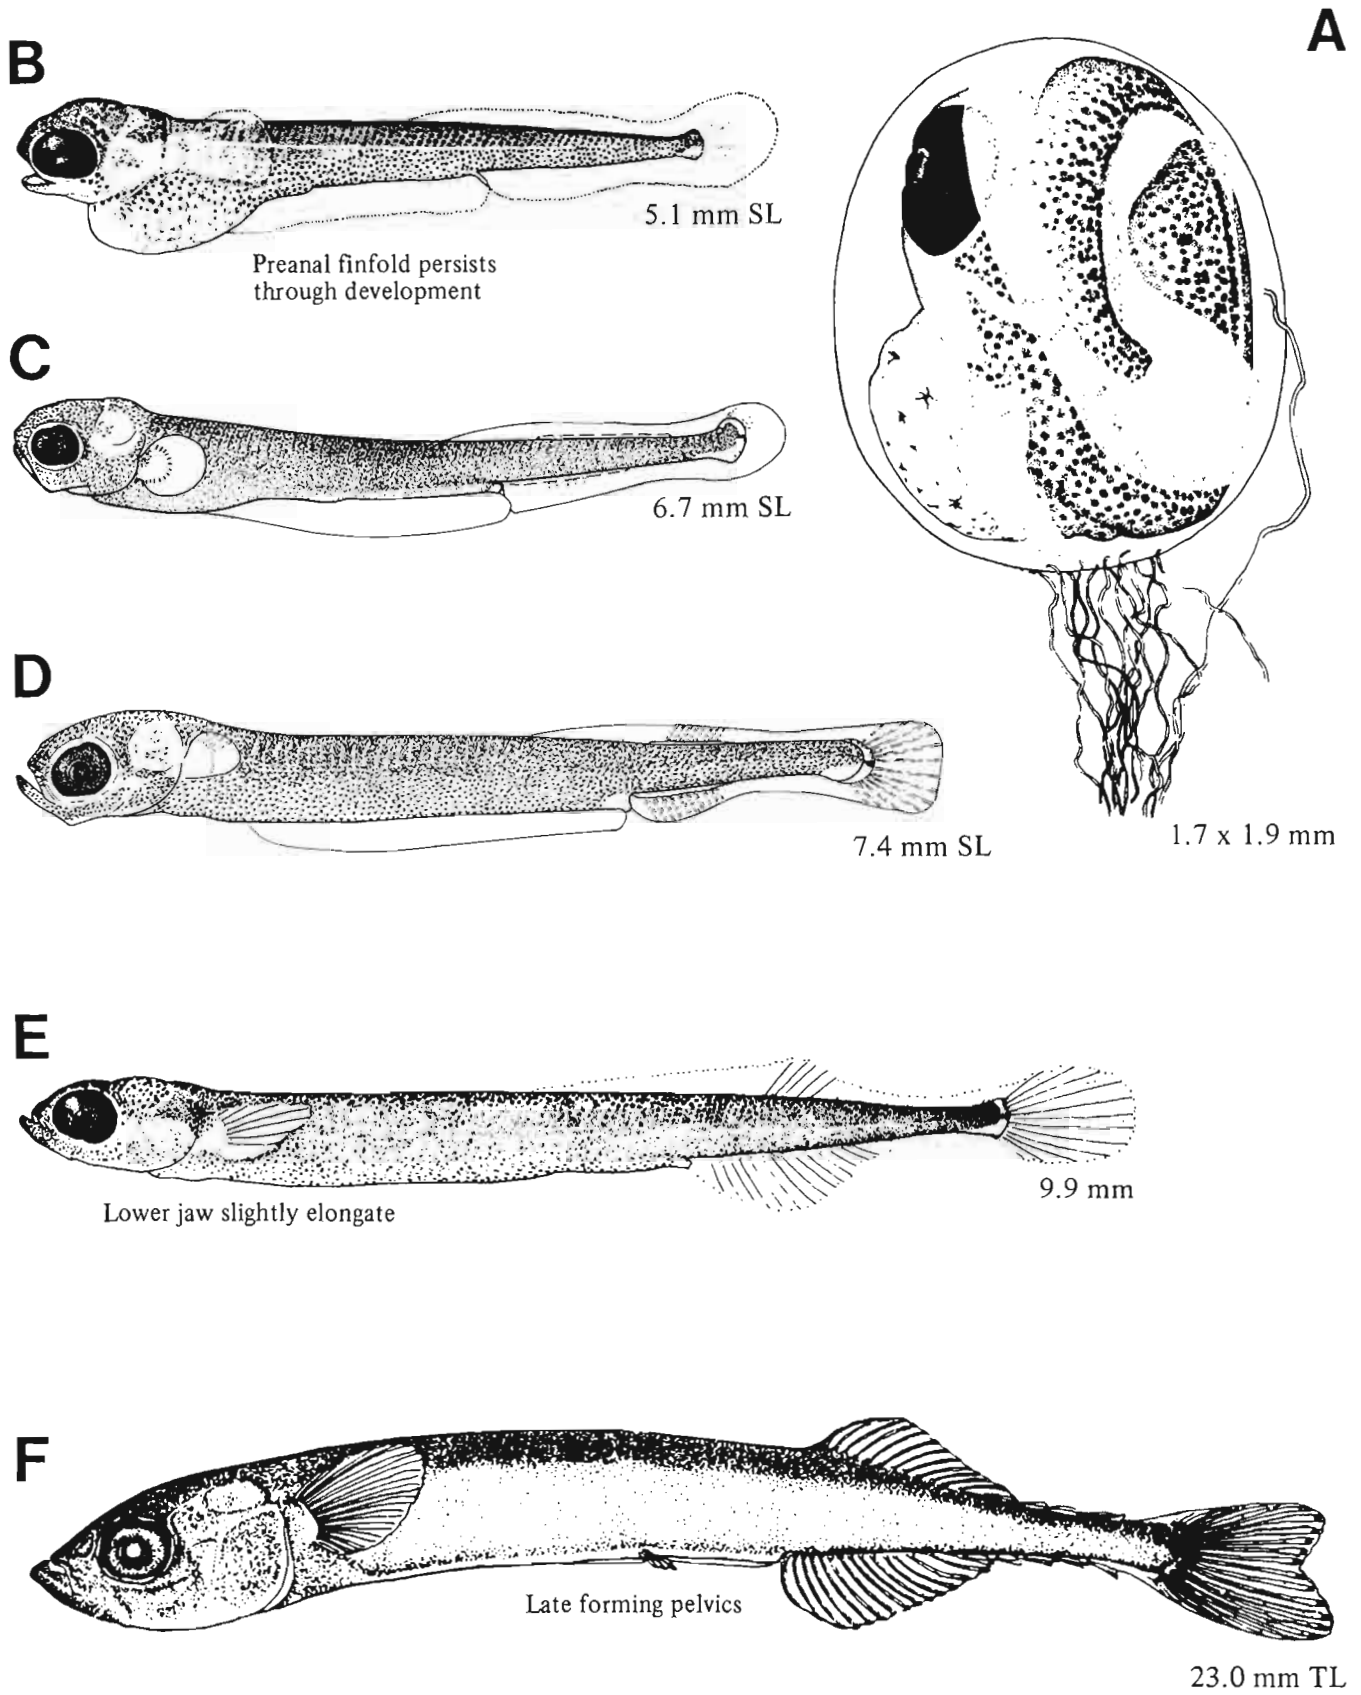 A
B
5.1 mm SL
Preanal finfold persists
through development
C
6.7 mm SL
D
7.4 mm SL
1.7 x 1.9 mm
E
9.9 mm
Lower jaw slightly elongate
F
Late forming pelvics
23.0 mm TL